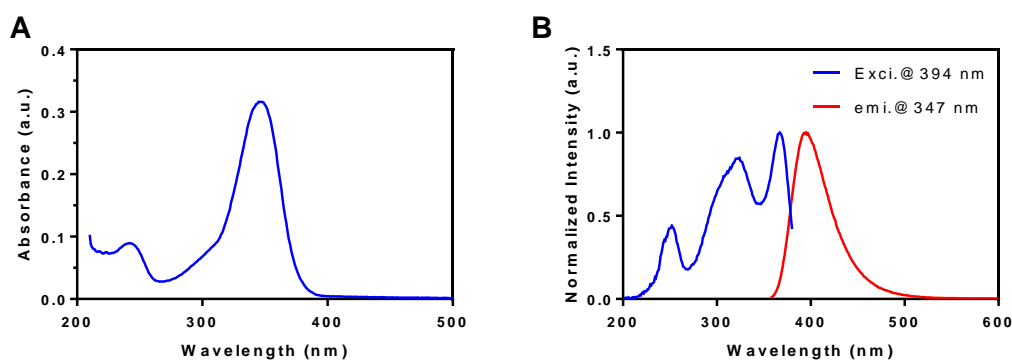 A
Absorbance (a.u.)
0.4
0.3
0.2
0.1
0.0
200
300
400
500
Wavelength (nm)
B
Normalized Intensity (a.u.)
1.5
1.0
0.5
0.0
200
300
400
500
600
Wavelength (nm)
Exci.@ 394 nm
emi.@ 347 nm